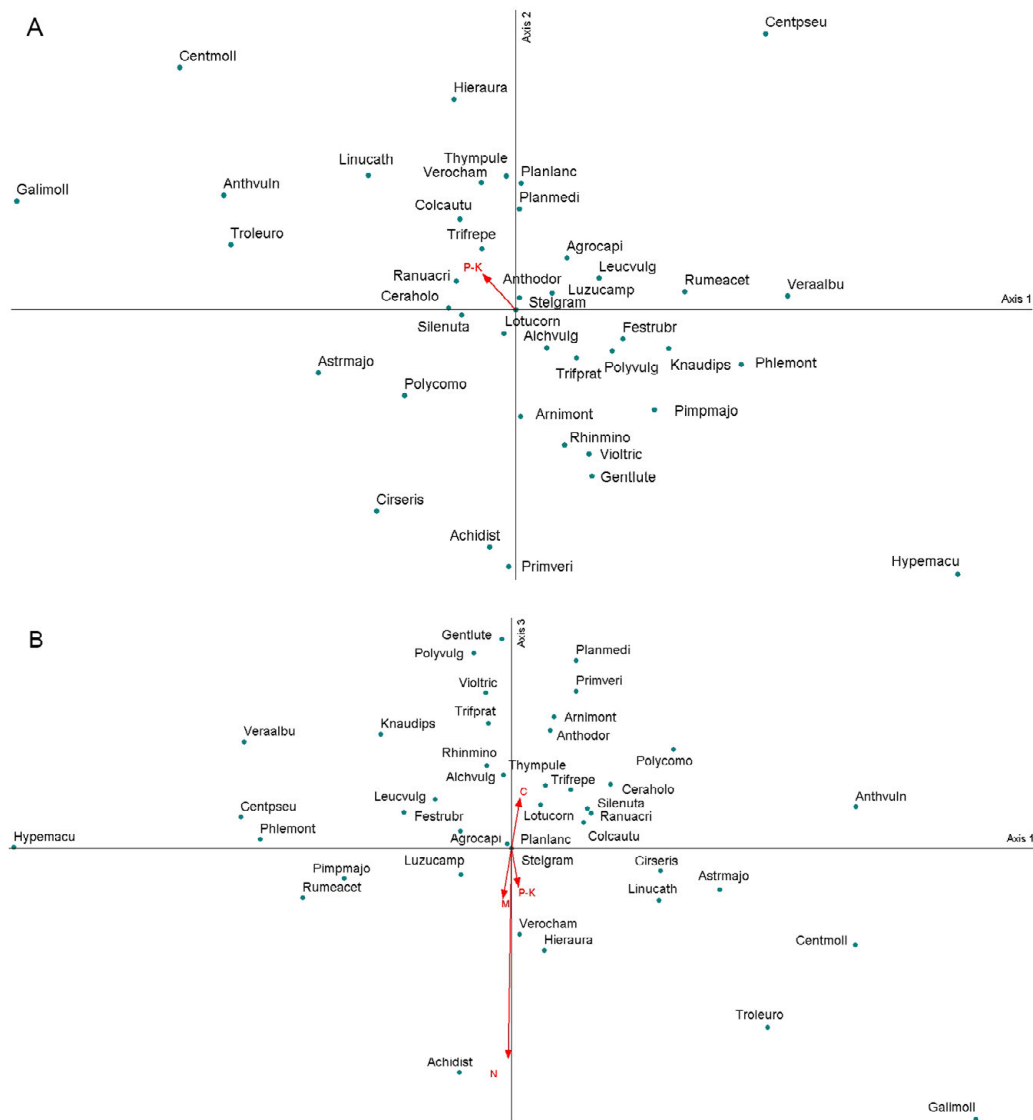 A
Axis 2
Centpseu
Centmoll
Hieraura
Linucath
Thympule
Verocham
Planlanc
Galimoll
Anthvuln
Planmedi
Colcautu
Troleuro
Trifrepe
Agrocapi
P-K
Leucvulg
Ranuacri
Anthodor
Rumeacet
Veraalbu
Luzucamp
Ceraholo
Stelgram
Axis 1
Silenuta
Lotucorn
Festrubr
Alchvulg
Astrmajo
Trifprat
Polyvulg
Knaudips
Phlemont
Polycomo
Arnimont
Pimpmajo
Rhinmino
Violtric
Gentlute
Cirseris
Achidist
Primveri
Hypemacu
B
Axis 3
Gentlute
Polyvulg
Planmedi
Primveri
Violtric
Trifprat
Arnimont
Knaudips
Veraalbu
Anthodor
Rhinmino
Polycomo
Thympule
Alchvulg
Trifrepe
C
Ceraholo
Leucvulg
Silenuta
Anthvuln
Centpseu
Festrubr
Lotucorn
Ranuacri
Hypemacu
Phlemont
Colcautu
Agrocapi
Planlanc
Axis 1
Luzucamp
Stelgram
Cirseris
Pimpmajo
Astrmajo
Rumeacet
P-K
Linucath
M
Verocham
Hieraura
Centmoll
Troleuro
Achidist
N
Galimoll